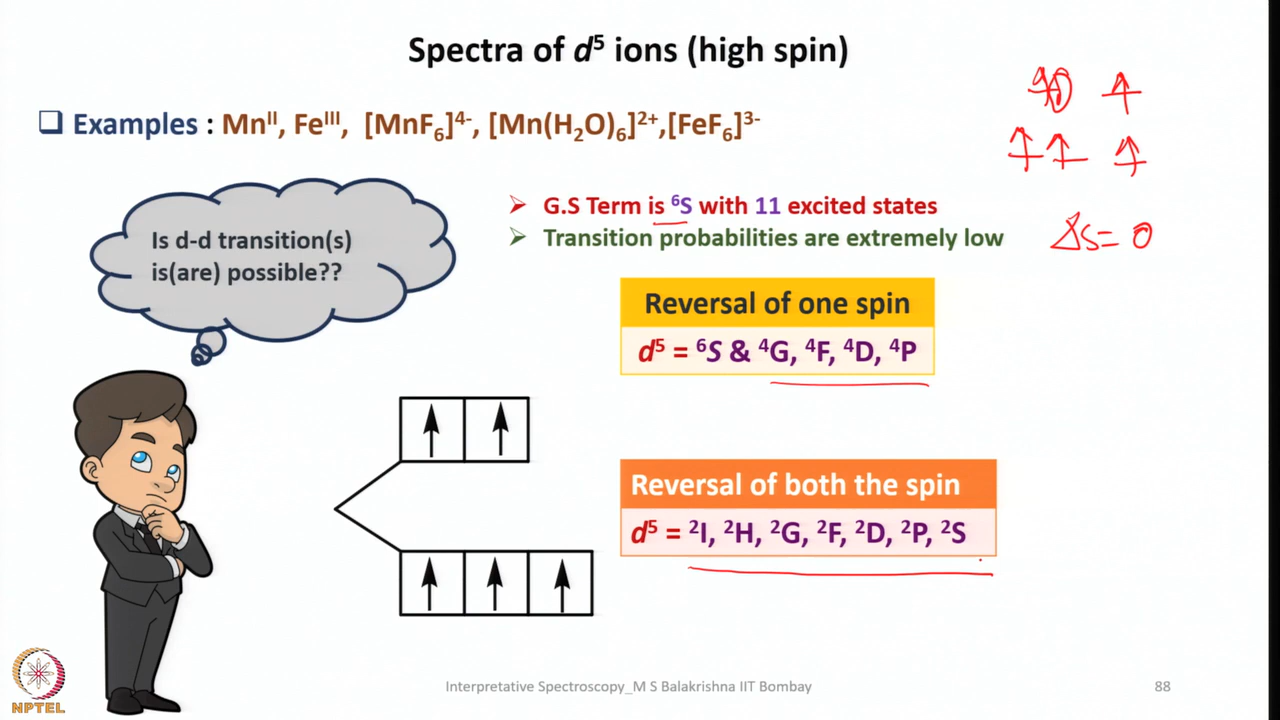 Spectra of d⁵ ions (high spin)
❑ Examples : Mnᴵᴵ, Feᴵᴵᴵ, [MnF₆]⁴⁻, [Mn(H₂O)₆]²⁺,[FeF₆]³⁻
Is d-d transition(s)
is(are) possible??
➢ G.S Term is ⁶S with 11 excited states
➢ Transition probabilities are extremely low
ΔS = 0
Reversal of one spin
d⁵ = ⁶S & ⁴G, ⁴F, ⁴D, ⁴P
Reversal of both the spin
d⁵ = ²I, ²H, ²G, ²F, ²D, ²P, ²S
NPTEL
Interpretative Spectroscopy_M S Balakrishna IIT Bombay
88